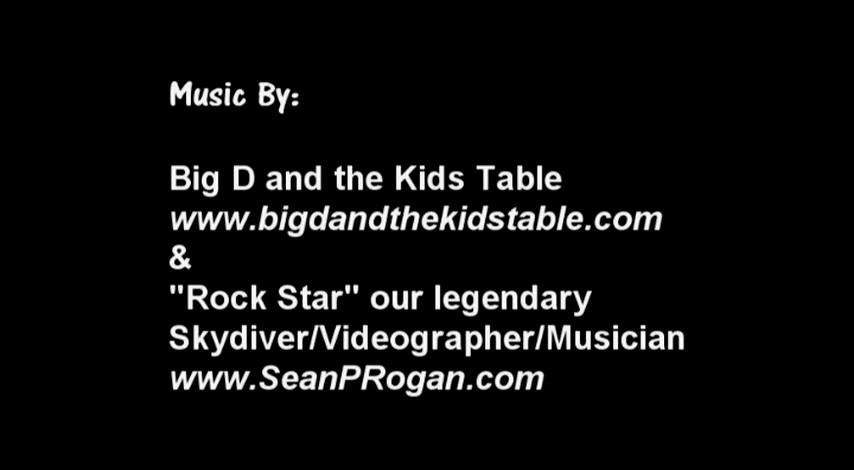 Music By:
Big D and the Kids Table
www.bigdandthekidstable.com
&
"Rock Star" our legendary
Skydiver/Videographer/Musician
www.SeanPRogan.com